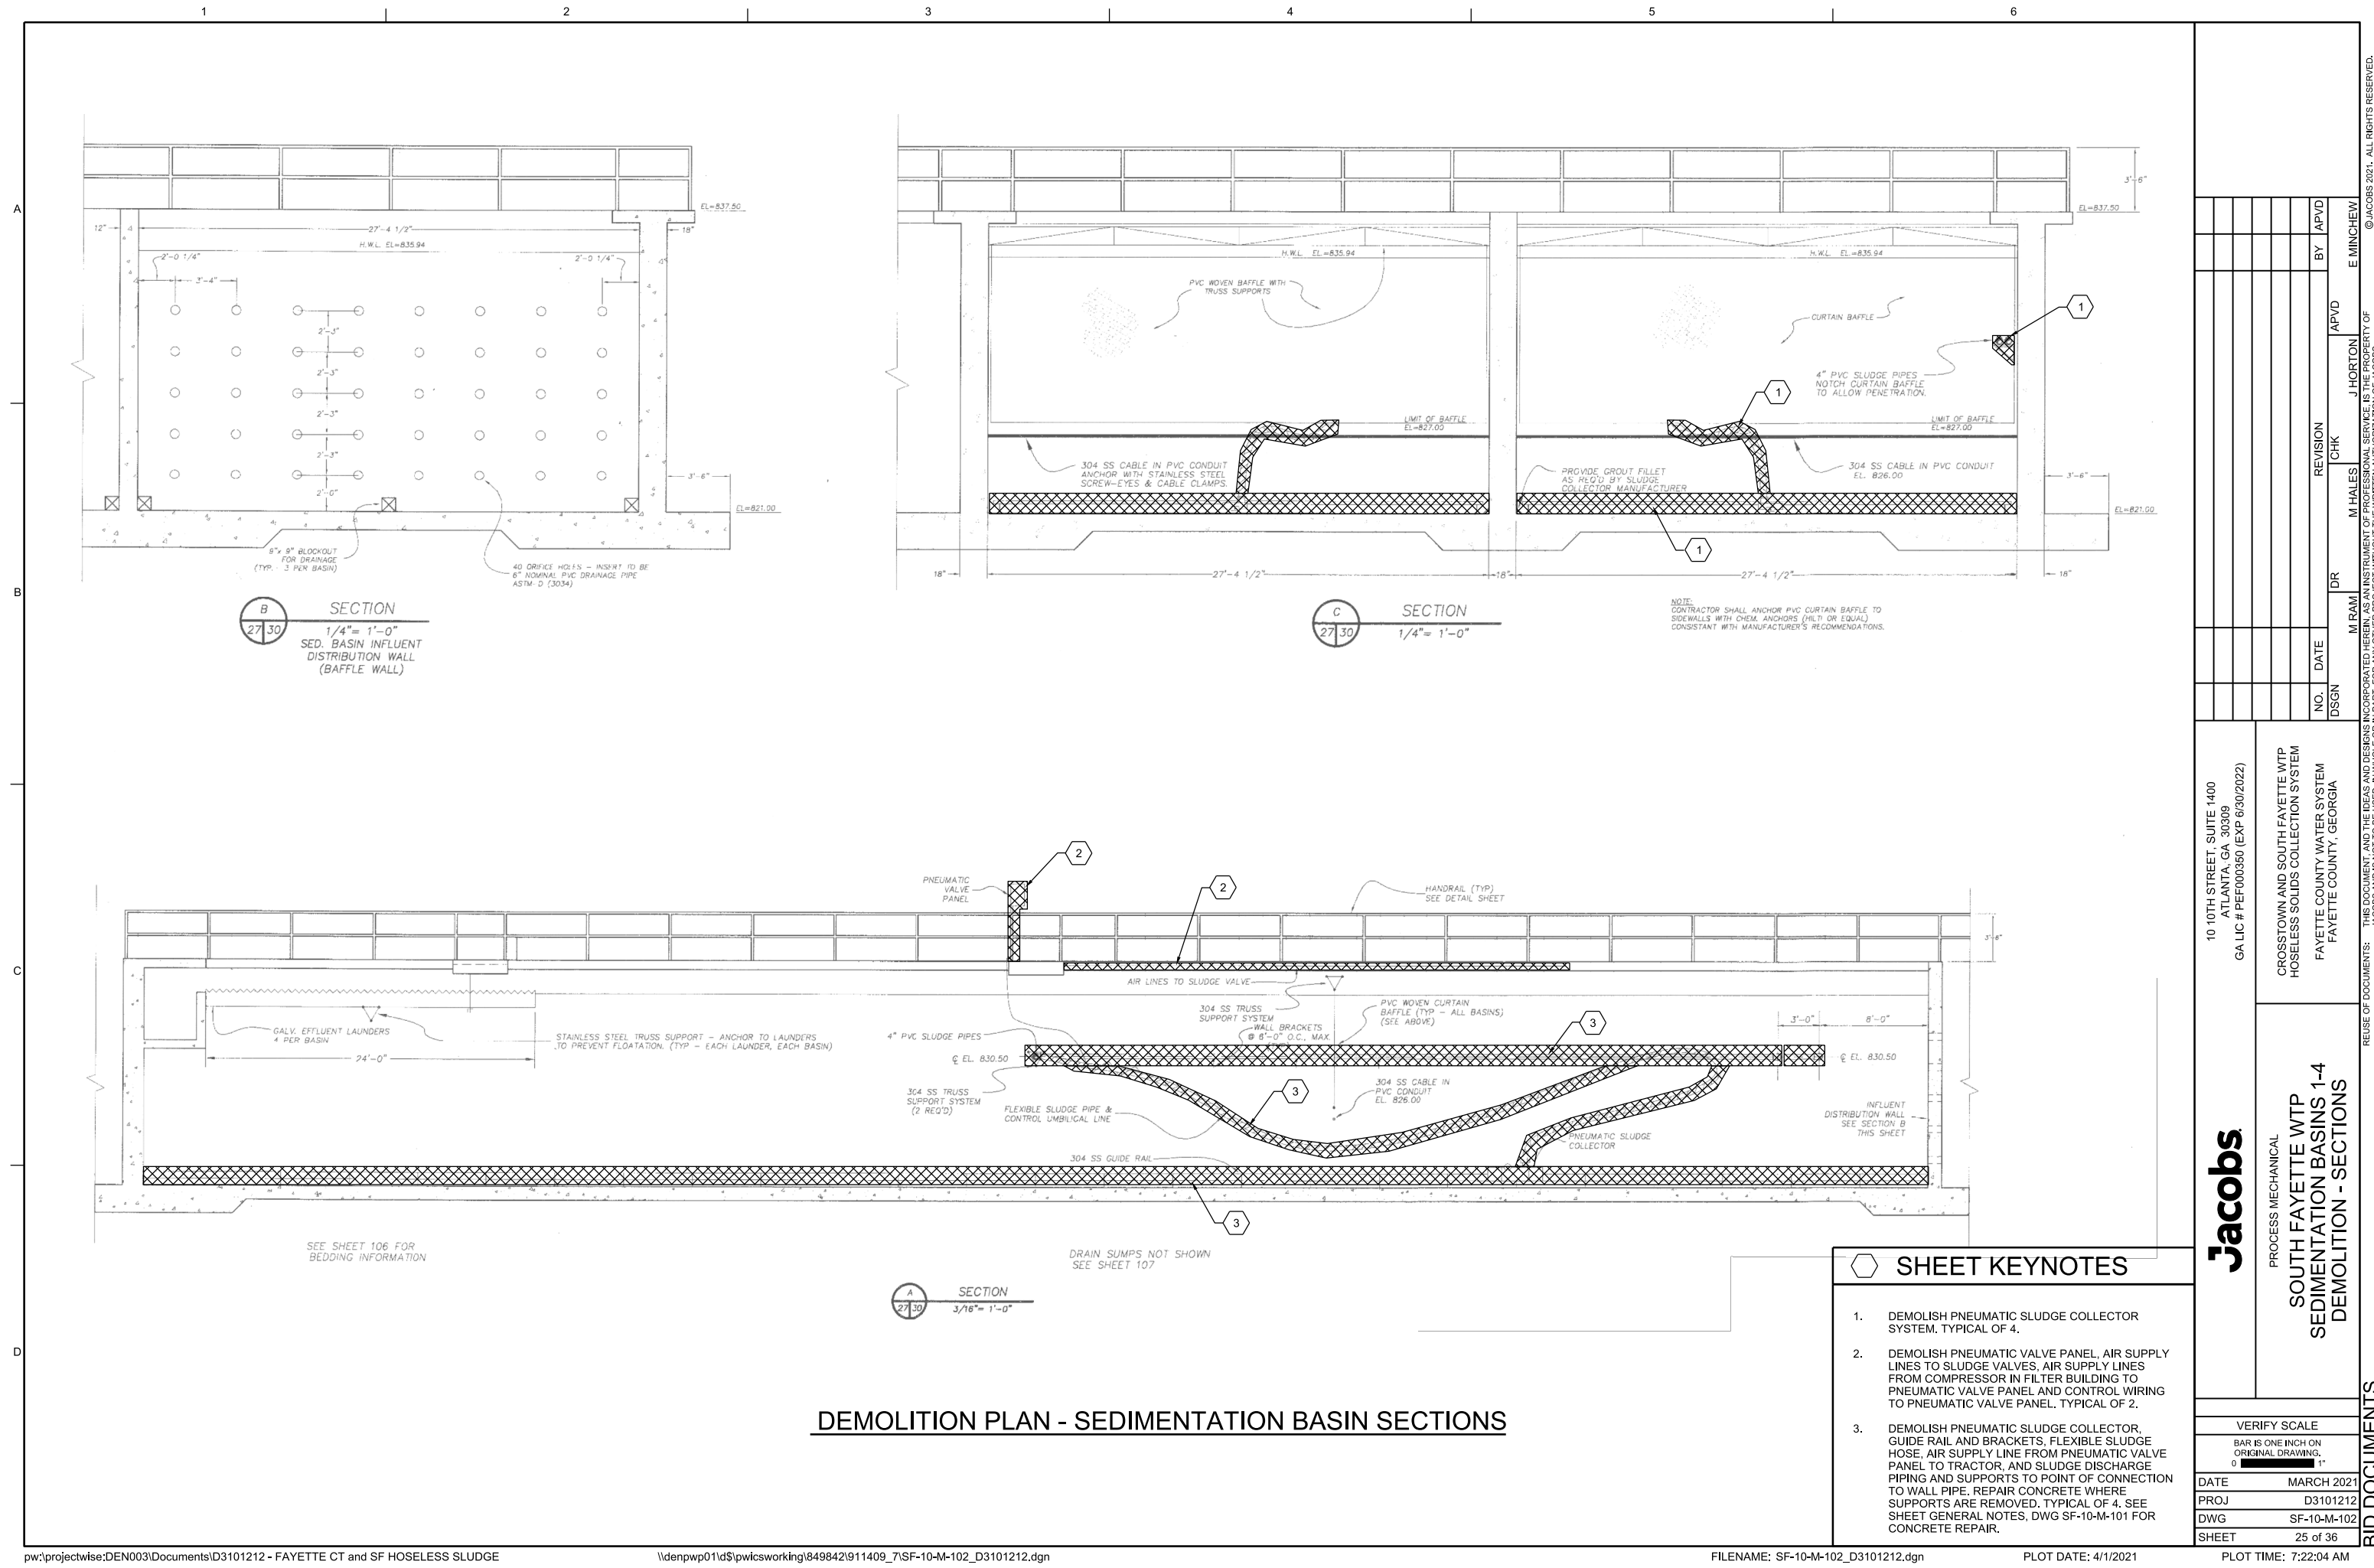 1 2 3 4 5 6
A
B
C
D
EL=837.50
12"
27'-4 1/2"
18"
H.W.L. EL=835.94
2'-0 1/4"
2'-0 1/4"
3'-4"
2'-3"
2'-3"
2'-3"
2'-3"
2'-0"
3'-6"
EL=821.00
9"x 9" BLOCKOUT
FOR DRAINAGE
(TYP. - 3 PER BASIN)
40 ORIFICE HOLES - INSERT TO BE
6" NOMINAL PVC DRAINAGE PIPE
ASTM-D (3034)
B
27 30
SECTION
1/4"= 1'-0"
SED. BASIN INFLUENT
DISTRIBUTION WALL
(BAFFLE WALL)
3'-6"
EL=837.50
H.W.L. EL.=835.94
H.W.L. EL=835.94
PVC WOVEN BAFFLE WITH
TRUSS SUPPORTS
CURTAIN BAFFLE
1
4" PVC SLUDGE PIPES
NOTCH CURTAIN BAFFLE
TO ALLOW PENETRATION.
1
LIMIT OF BAFFLE
EL=827.00
LIMIT OF BAFFLE
EL=827.00
304 SS CABLE IN PVC CONDUIT
ANCHOR WITH STAINLESS STEEL
SCREW-EYES & CABLE CLAMPS.
PROVIDE GROUT FILLET
AS REQ'D BY SLUDGE
COLLECTOR MANUFACTURER
304 SS CABLE IN PVC CONDUIT
EL. 826.00
3'-6"
EL=821.00
1
18"
27'-4 1/2"
18"
27'-4 1/2"
18"
C
27 30
SECTION
1/4"= 1'-0"
NOTE:
CONTRACTOR SHALL ANCHOR PVC CURTAIN BAFFLE TO
SIDEWALLS WITH CHEM. ANCHORS (HILTI OR EQUAL)
CONSISTANT WITH MANUFACTURER'S RECOMMENDATIONS.
2
PNEUMATIC
VALVE
PANEL
2
HANDRAIL (TYP)
SEE DETAIL SHEET
3'-6"
AIR LINES TO SLUDGE VALVE
304 SS TRUSS
SUPPORT SYSTEM
PVC WOVEN CURTAIN
BAFFLE (TYP - ALL BASINS)
(SEE ABOVE)
WALL BRACKETS
@ 6'-0" O.C., MAX.
3
3'-0"
8'-0"
GALV. EFFLUENT LAUNDERS
4 PER BASIN
STAINLESS STEEL TRUSS SUPPORT - ANCHOR TO LAUNDERS
TO PREVENT FLOATATION. (TYP - EACH LAUNDER, EACH BASIN)
24'-0"
4" PVC SLUDGE PIPES
℄ EL. 830.50
℄ EL. 830.50
304 SS TRUSS
SUPPORT SYSTEM
(2 REQ'D)
FLEXIBLE SLUDGE PIPE &
CONTROL UMBILICAL LINE
3
304 SS CABLE IN
PVC CONDUIT
EL. 826.00
INFLUENT
DISTRIBUTION WALL
SEE SECTION B
THIS SHEET
PNEUMATIC SLUDGE
COLLECTOR
304 SS GUIDE RAIL
3
SEE SHEET 106 FOR
BEDDING INFORMATION
DRAIN SUMPS NOT SHOWN
SEE SHEET 107
A
27 30
SECTION
3/16"= 1'-0"
DEMOLITION PLAN - SEDIMENTATION BASIN SECTIONS
SHEET KEYNOTES
1. DEMOLISH PNEUMATIC SLUDGE COLLECTOR
SYSTEM. TYPICAL OF 4.
2. DEMOLISH PNEUMATIC VALVE PANEL, AIR SUPPLY
LINES TO SLUDGE VALVES, AIR SUPPLY LINES
FROM COMPRESSOR IN FILTER BUILDING TO
PNEUMATIC VALVE PANEL AND CONTROL WIRING
TO PNEUMATIC VALVE PANEL. TYPICAL OF 2.
3. DEMOLISH PNEUMATIC SLUDGE COLLECTOR,
GUIDE RAIL AND BRACKETS, FLEXIBLE SLUDGE
HOSE, AIR SUPPLY LINE FROM PNEUMATIC VALVE
PANEL TO TRACTOR, AND SLUDGE DISCHARGE
PIPING AND SUPPORTS TO POINT OF CONNECTION
TO WALL PIPE. REPAIR CONCRETE WHERE
SUPPORTS ARE REMOVED. TYPICAL OF 4. SEE
SHEET GENERAL NOTES, DWG SF-10-M-101 FOR
CONCRETE REPAIR.
NO. DATE REVISION BY APVD
DSGN DR CHK APVD
M RAM M HALES J HORTON E MINCHEW
10 10TH STREET, SUITE 1400
ATLANTA, GA 30309
GA LIC # PEF000350 (EXP 6/30/2022)
CROSSTOWN AND SOUTH FAYETTE WTP
HOSELESS SOLIDS COLLECTION SYSTEM
FAYETTE COUNTY WATER SYSTEM
FAYETTE COUNTY, GEORGIA
Jacobs
PROCESS MECHANICAL
SOUTH FAYETTE WTP
SEDIMENTATION BASINS 1-4
DEMOLITION - SECTIONS
VERIFY SCALE
BAR IS ONE INCH ON
ORIGINAL DRAWING.
0 1"
DATE MARCH 2021
PROJ D3101212
DWG SF-10-M-102
SHEET 25 of 36
REUSE OF DOCUMENTS: THIS DOCUMENT, AND THE IDEAS AND DESIGNS INCORPORATED HEREIN, AS AN INSTRUMENT OF PROFESSIONAL SERVICE, IS THE PROPERTY OF
©JACOBS 2021. ALL RIGHTS RESERVED.
BID DOCUMENTS
pw:\projectwise:DEN003\Documents\D3101212 - FAYETTE CT and SF HOSELESS SLUDGE
\\denpwp01\d$\pwicsworking\849842\911409_7\SF-10-M-102_D3101212.dgn
FILENAME: SF-10-M-102_D3101212.dgn
PLOT DATE: 4/1/2021
PLOT TIME: 7:22:04 AM